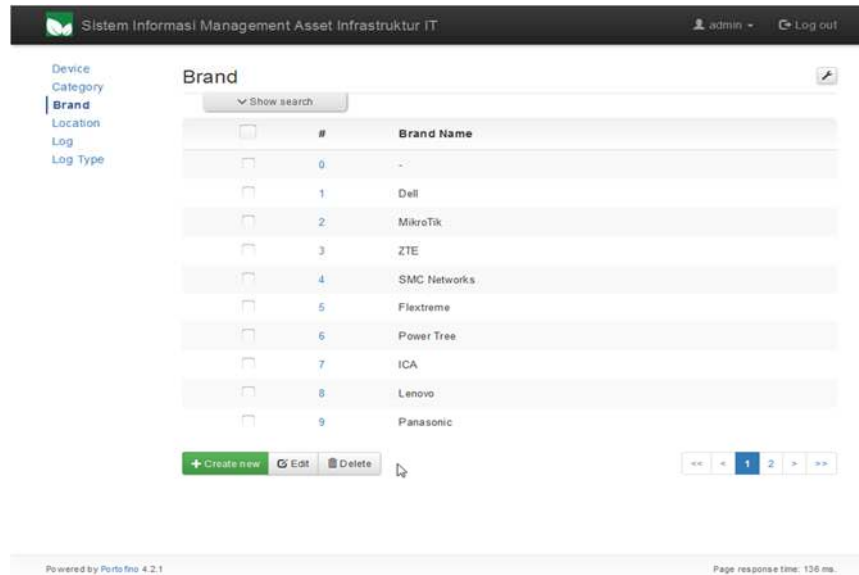 Sistem Informasi Management Asset Infrastruktur IT
admin
Log out
Device
Category
Brand
Location
Log
Log Type
Brand
Show search
# Brand Name
0 -
1 Dell
2 MikroTik
3 ZTE
4 SMC Networks
5 Flextreme
6 Power Tree
7 ICA
8 Lenovo
9 Panasonic
Create new Edit Delete
<< < 1 2 > >>
Powered by Portofino 4.2.1
Page response time: 136 ms.